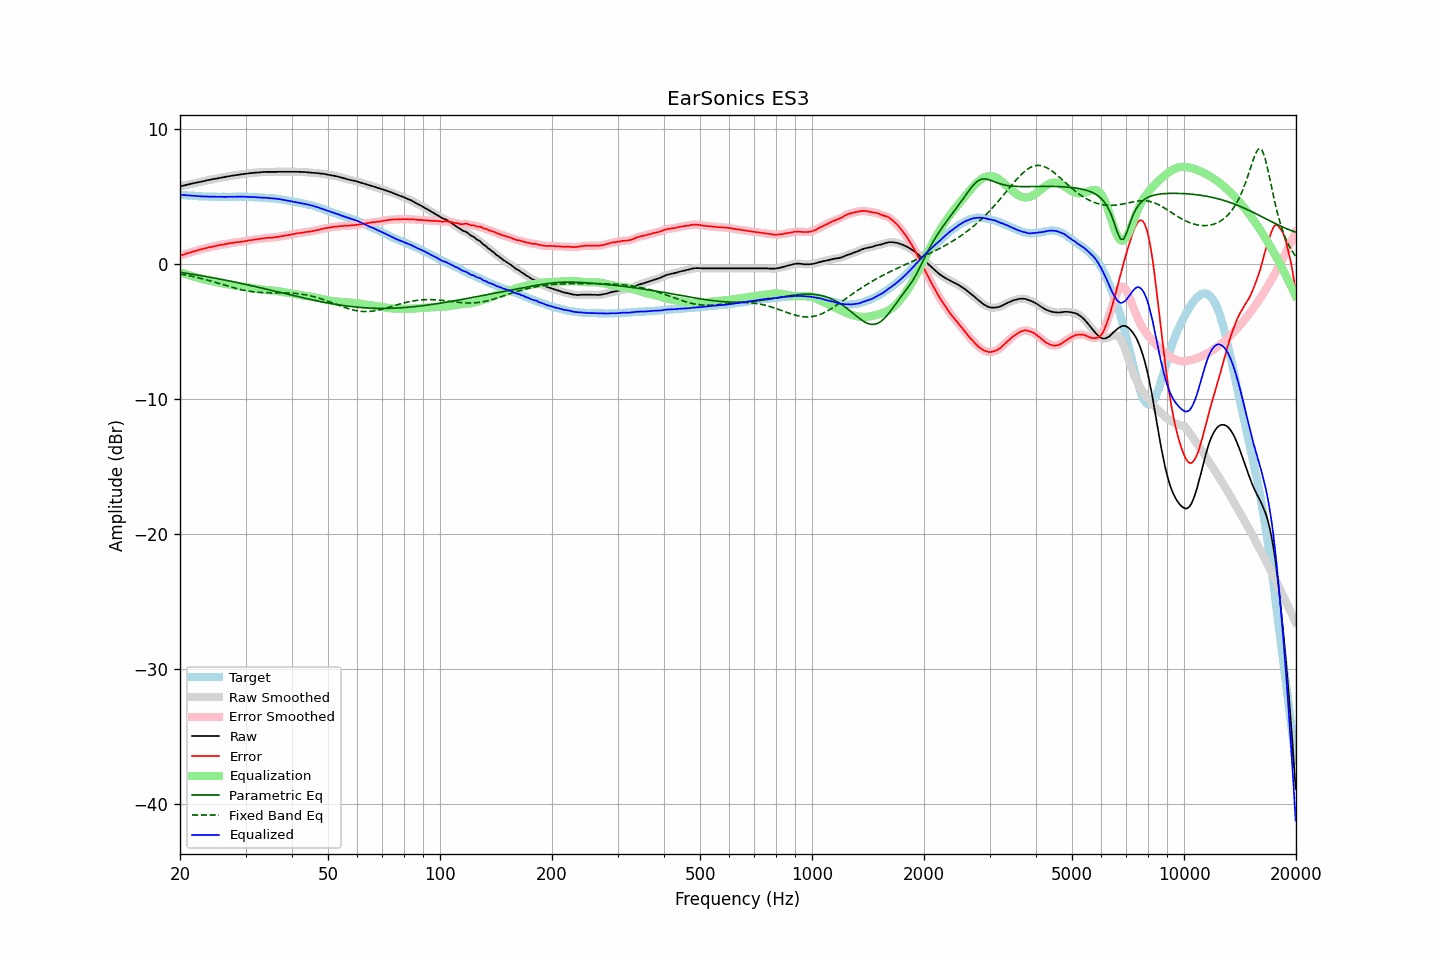 EarSonics ES3
10
0
−10
−20
−30
−40
Amplitude (dBr)
Target
Raw Smoothed
Error Smoothed
Raw
Error
Equalization
Parametric Eq
Fixed Band Eq
Equalized
20 50 100 200 500 1000 2000 5000 10000 20000
Frequency (Hz)